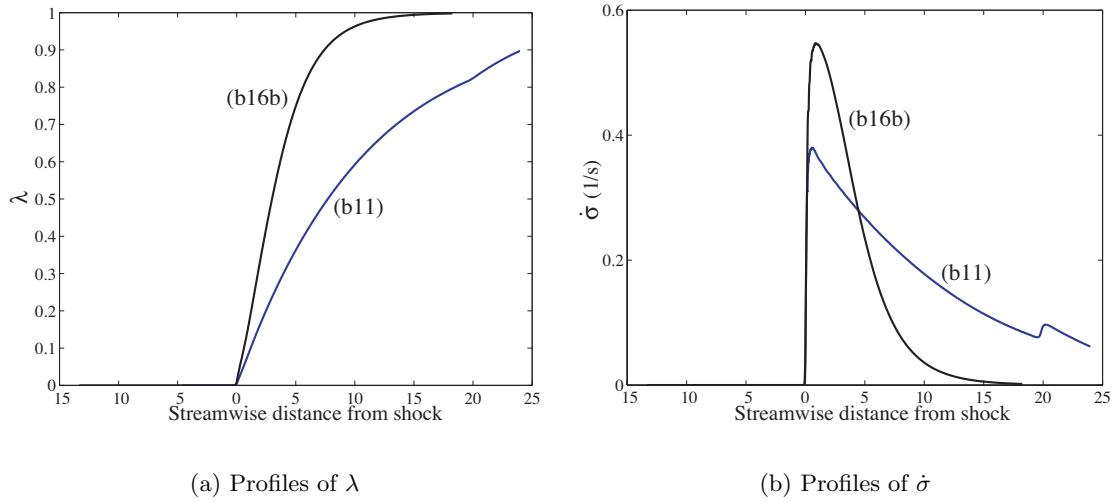 1
0.9
0.8
0.7
0.6
0.5
0.4
0.3
0.2
0.1
0
λ
(b16b)
(b11)
15 10 5 0 5 10 15 20 25
Streamwise distance from shock
(a) Profiles of λ
0.6
0.4
0.2
0
σ̇ (1/s)
(b16b)
(b11)
15 10 5 0 5 10 15 20 25
Streamwise distance from shock
(b) Profiles of σ̇